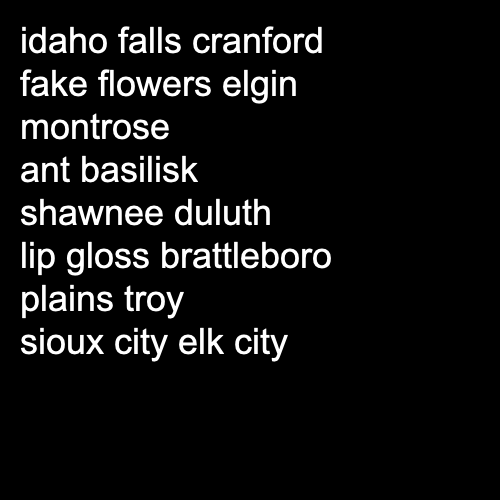 idaho falls cranford
fake flowers elgin
montrose
ant basilisk
shawnee duluth
lip gloss brattleboro
plains troy
sioux city elk city